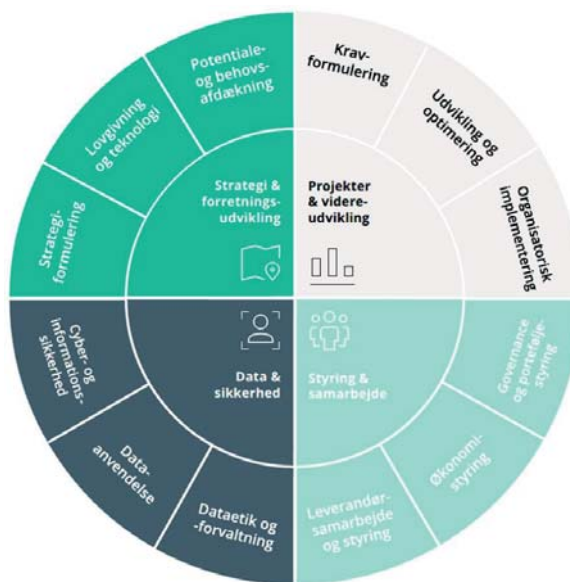 Potentiale-
og behovs-
afdækning
Lovgivning
og teknologi
Strategi-
formulering
Strategi &
forretnings-
udvikling
Krav-
formulering
Udvikling og
optimering
Organisatorisk
implementering
Projekter
& videre-
udvikling
Cyber- og
informations-
sikkerhed
Data-
anvendelse
Dataetik og
-forvaltning
Data &
sikkerhed
Styring &
samarbejde
Governance
og portefølje-
styring
Økonomi-
styring
Leverandør-
samarbejde
og styring